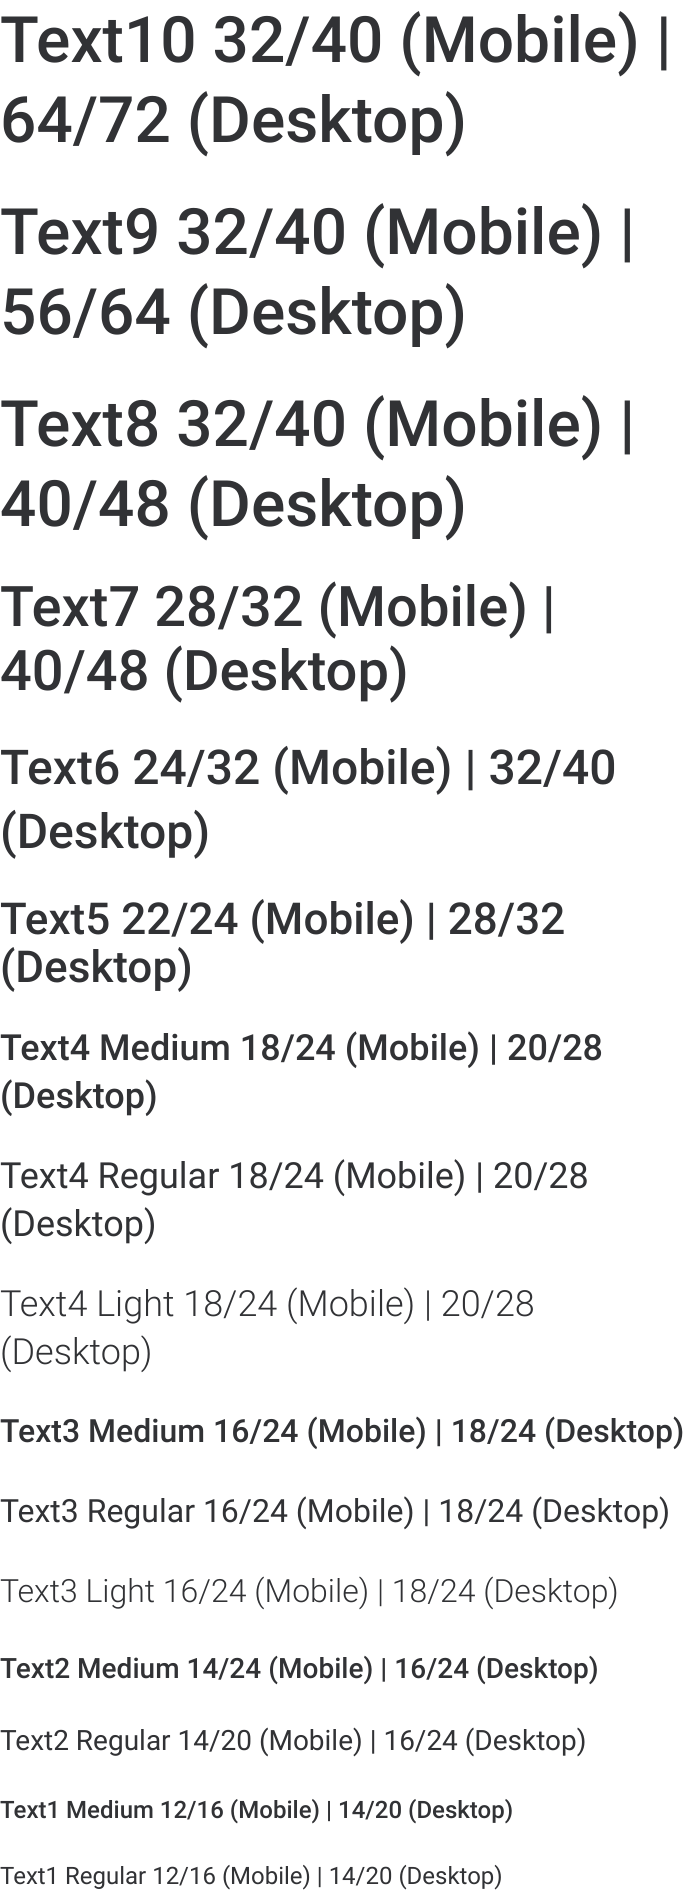 Text10 32/40 (Mobile) |
64/72 (Desktop)
Text9 32/40 (Mobile) |
56/64 (Desktop)
Text8 32/40 (Mobile) |
40/48 (Desktop)
Text7 28/32 (Mobile) |
40/48 (Desktop)
Text6 24/32 (Mobile) | 32/40
(Desktop)
Text5 22/24 (Mobile) | 28/32
(Desktop)
Text4 Medium 18/24 (Mobile) | 20/28
(Desktop)
Text4 Regular 18/24 (Mobile) | 20/28
(Desktop)
Text4 Light 18/24 (Mobile) | 20/28
(Desktop)
Text3 Medium 16/24 (Mobile) | 18/24 (Desktop)
Text3 Regular 16/24 (Mobile) | 18/24 (Desktop)
Text3 Light 16/24 (Mobile) | 18/24 (Desktop)
Text2 Medium 14/24 (Mobile) | 16/24 (Desktop)
Text2 Regular 14/20 (Mobile) | 16/24 (Desktop)
Text1 Medium 12/16 (Mobile) | 14/20 (Desktop)
Text1 Regular 12/16 (Mobile) | 14/20 (Desktop)